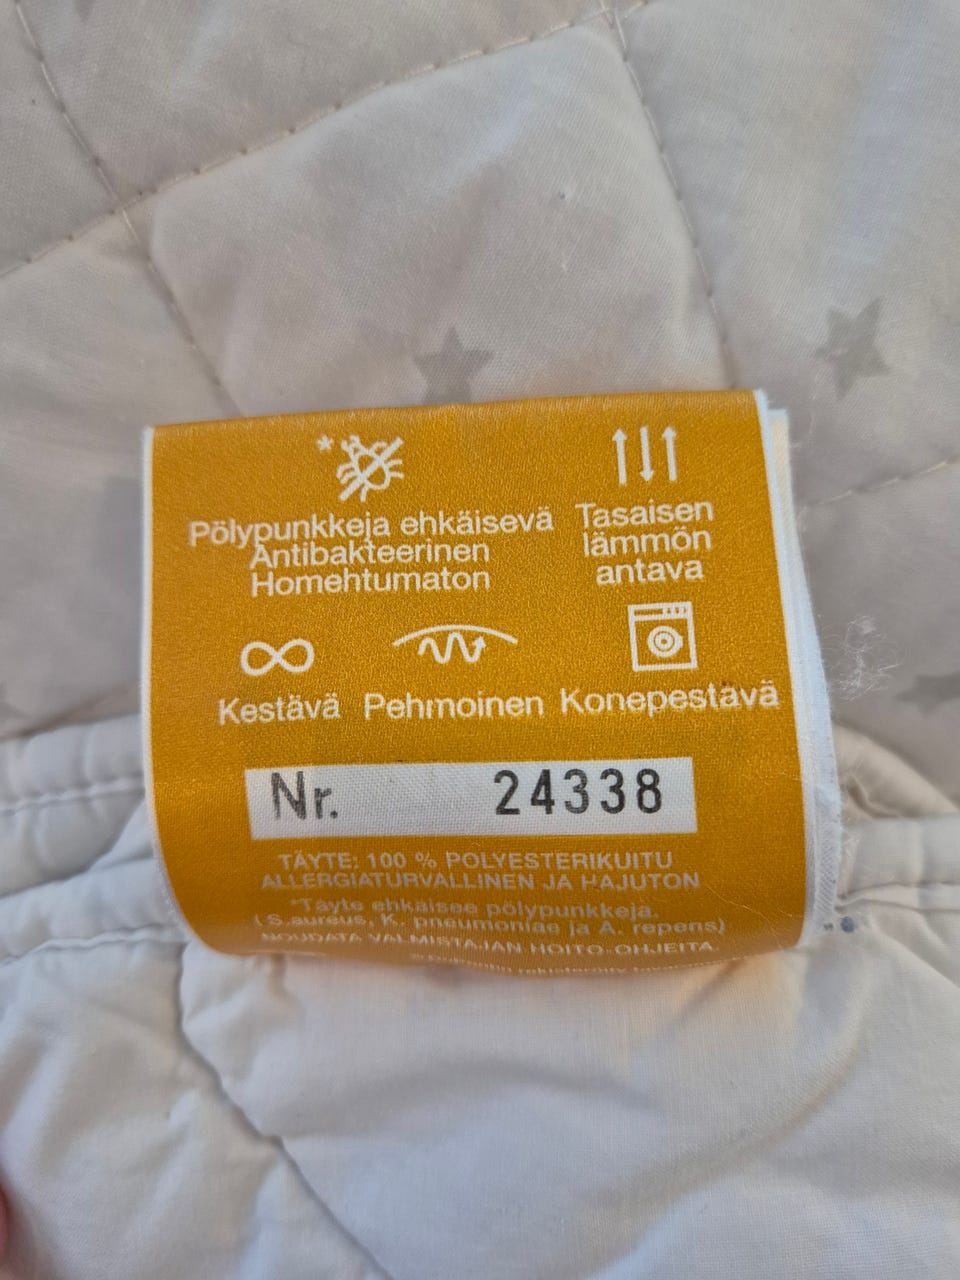 *
Pölypunkkeja ehkäisevä
Antibakteerinen
Homehtumaton
Tasaisen
lämmön
antava
Kestävä
Pehmoinen
Konepestävä
Nr. 24338
TÄYTE: 100 % POLYESTERIKUITU
ALLERGIATURVALLINEN JA HAJUTON
*Täyte ehkäisee pölypunkkeja.
(S.aureus, K. pneumoniae ja A. repens)
NOUDATA VALMISTAJAN HOITO-OHJEITA.